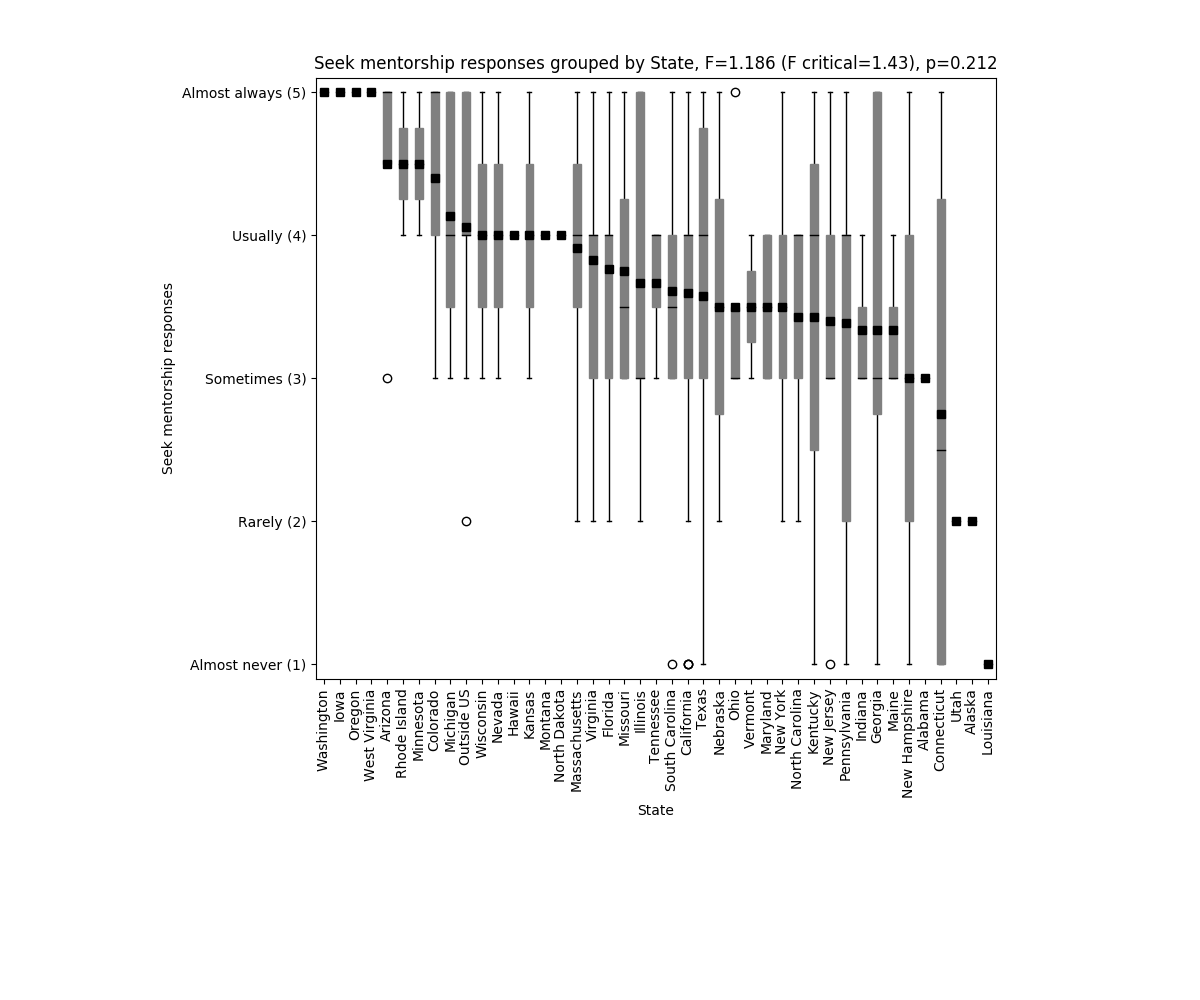 Seek mentorship responses grouped by State, F=1.186 (F critical=1.43), p=0.212
Almost always (5)
Usually (4)
Sometimes (3)
Rarely (2)
Almost never (1)
Seek mentorship responses
Washington
Iowa
Oregon
West Virginia
Arizona
Rhode Island
Minnesota
Colorado
Michigan
Outside US
Wisconsin
Nevada
Hawaii
Kansas
Montana
North Dakota
Massachusetts
Virginia
Florida
Missouri
Illinois
Tennessee
South Carolina
California
Texas
Nebraska
Ohio
Vermont
Maryland
New York
North Carolina
Kentucky
New Jersey
Pennsylvania
Indiana
Georgia
Maine
New Hampshire
Alabama
Connecticut
Utah
Alaska
Louisiana
State